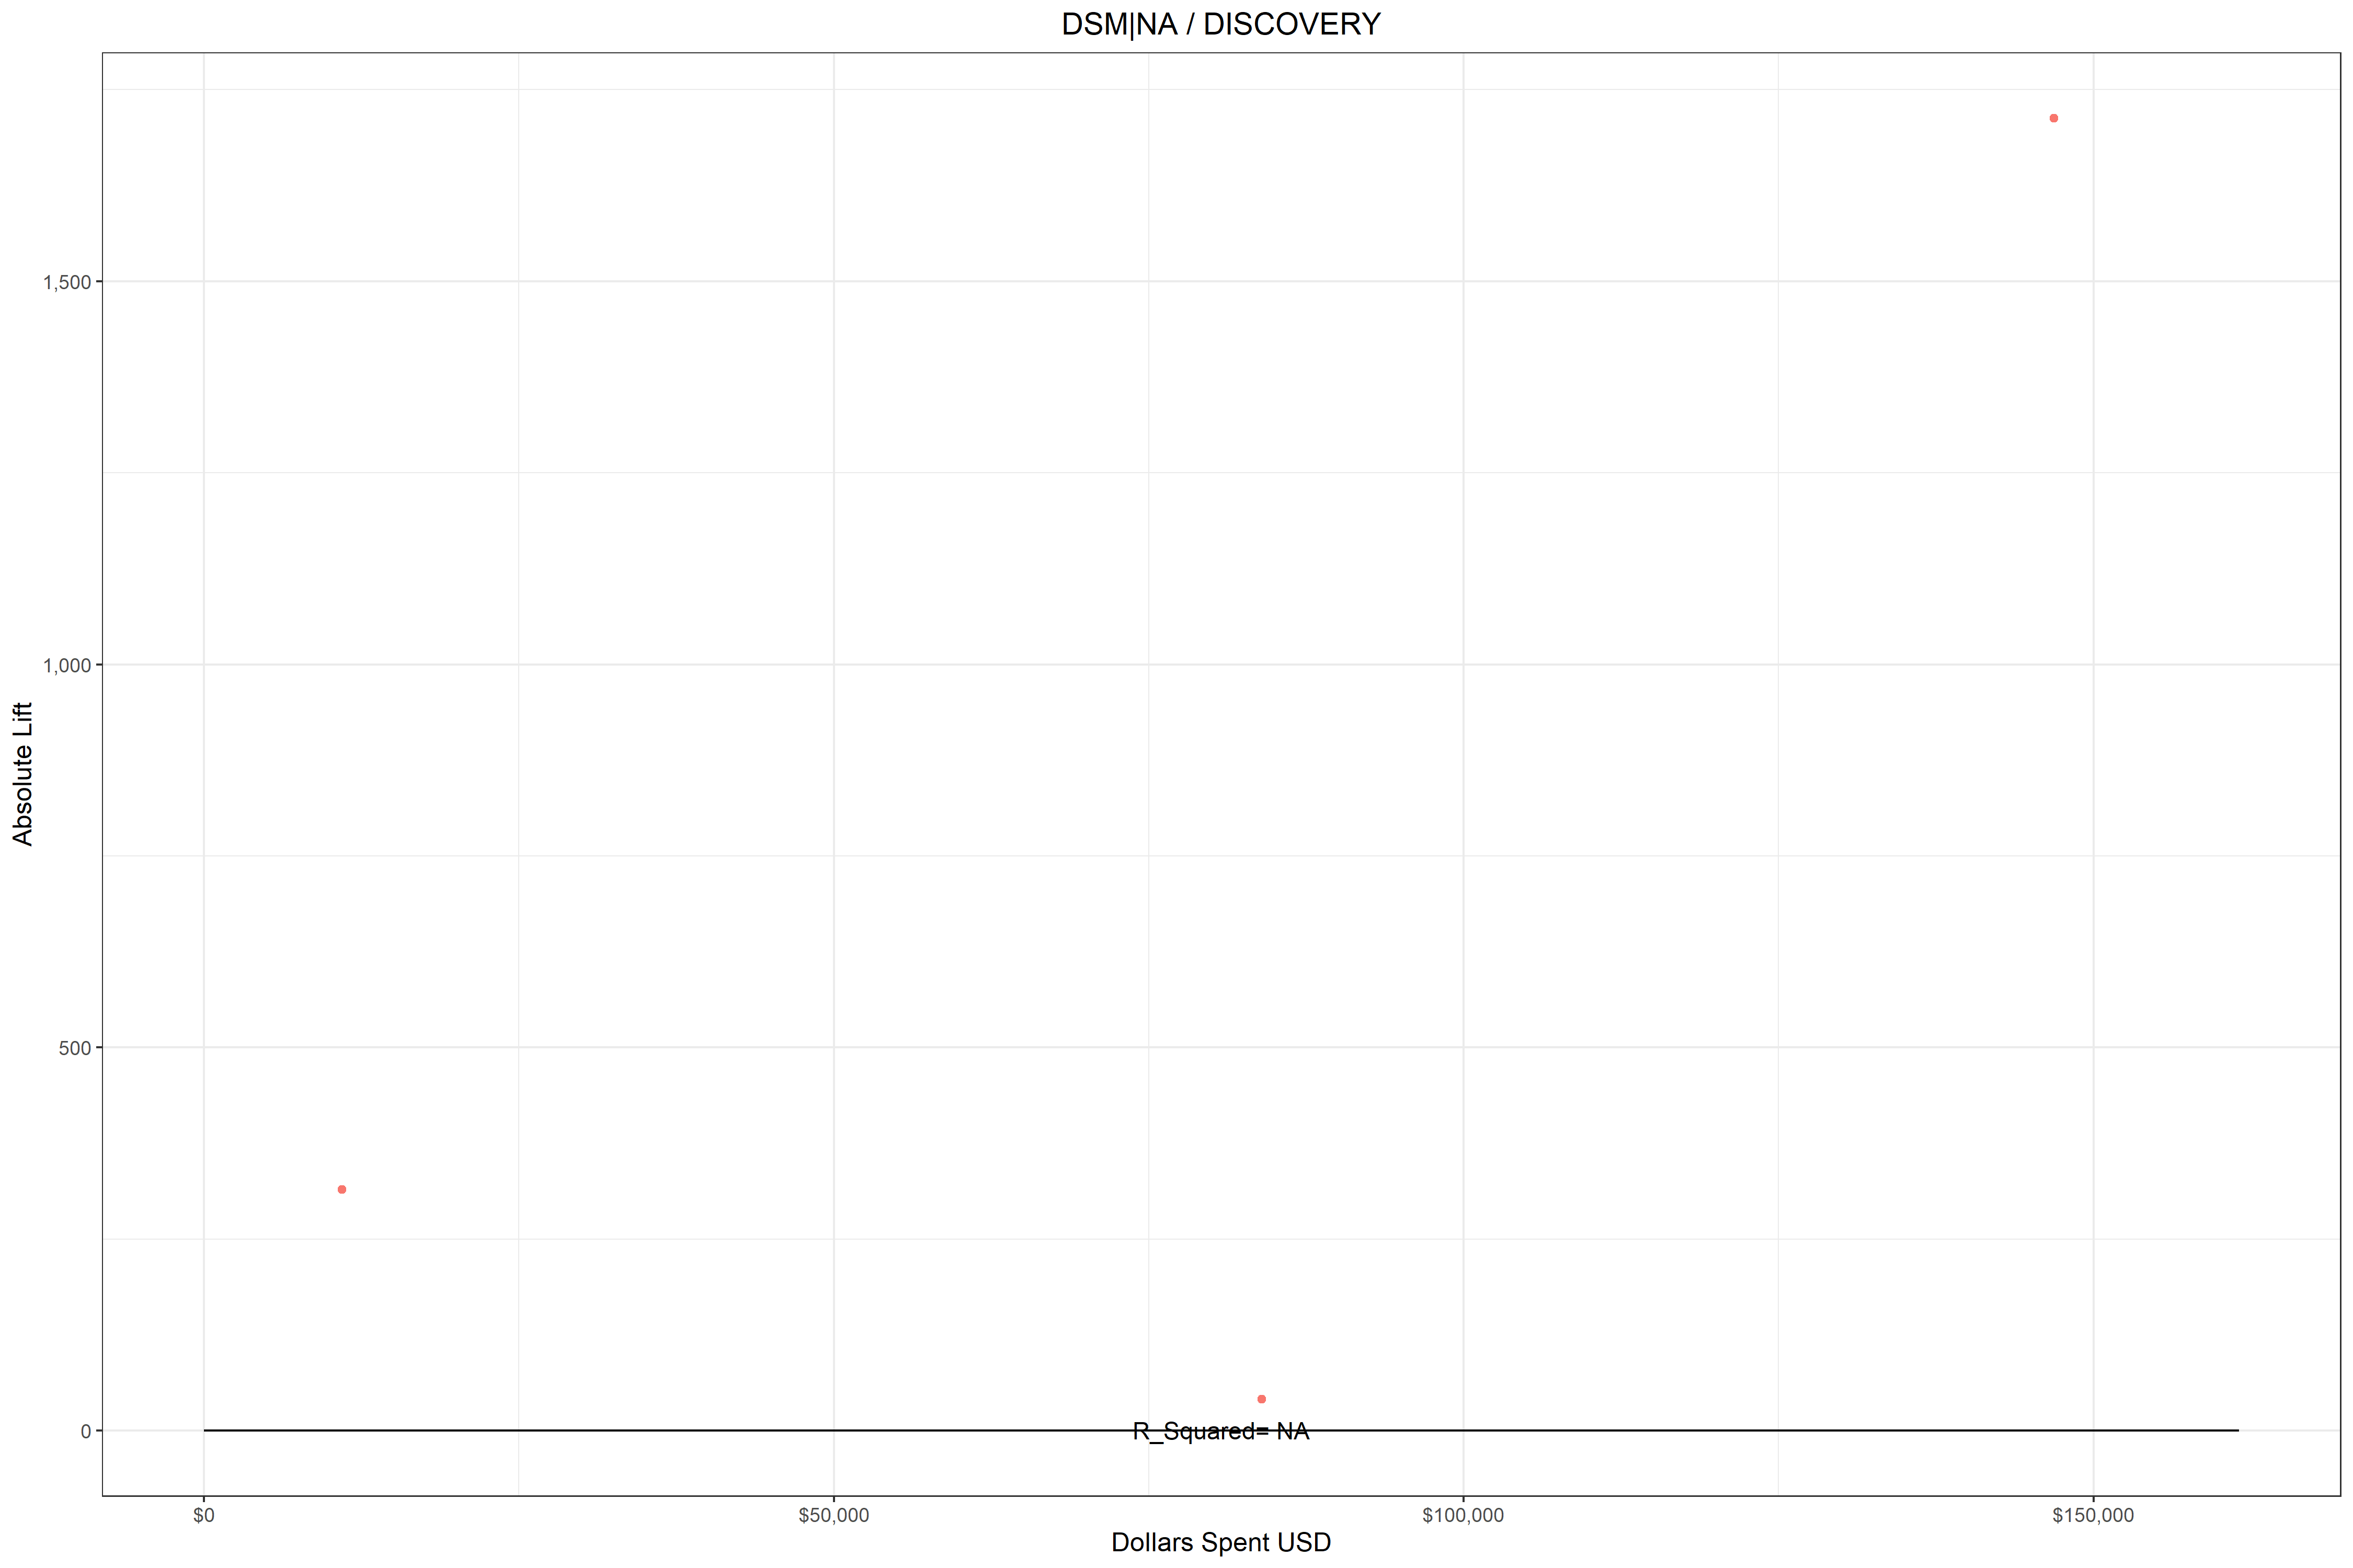 DSM|NA / DISCOVERY
1,500
1,000
500
0
Absolute Lift
R_Squared= NA
$0
$50,000
$100,000
$150,000
Dollars Spent USD